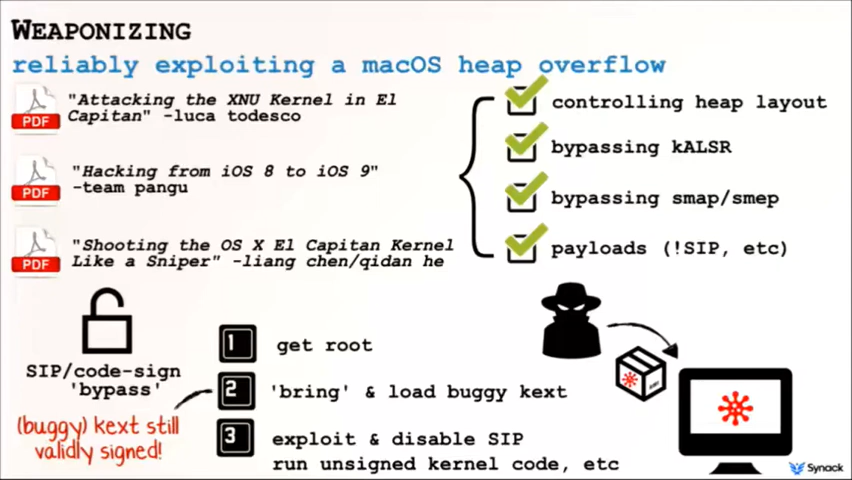 WEAPONIZING
reliably exploiting a macOS heap overflow
PDF
"Attacking the XNU Kernel in El
Capitan" -luca todesco
PDF
"Hacking from iOS 8 to iOS 9"
-team pangu
PDF
"Shooting the OS X El Capitan Kernel
Like a Sniper" -liang chen/qidan he
controlling heap layout
bypassing kALSR
bypassing smap/smep
payloads (!SIP, etc)
SIP/code-sign
'bypass'
(buggy) kext still
validly signed!
1 get root
2 'bring' & load buggy kext
3 exploit & disable SIP
run unsigned kernel code, etc
Synack